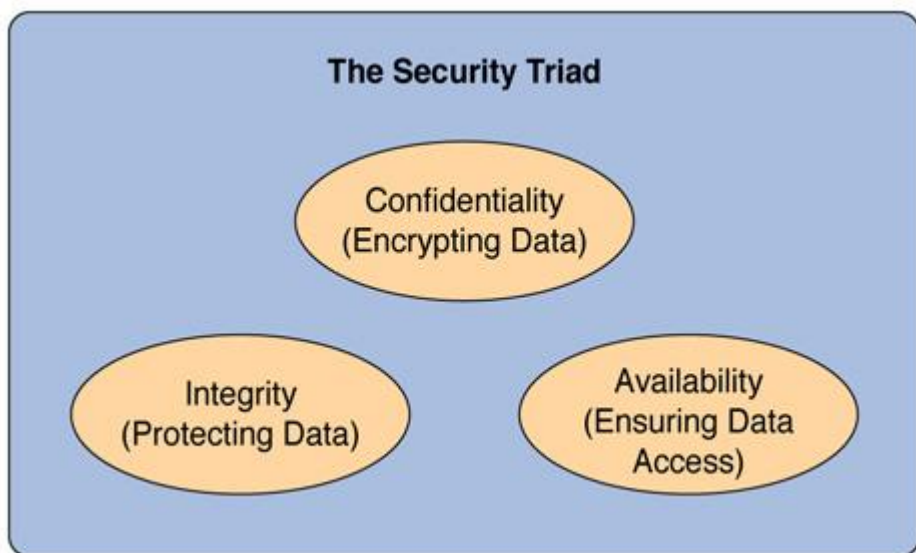 The Security Triad
Confidentiality
(Encrypting Data)
Integrity
(Protecting Data)
Availability
(Ensuring Data
Access)